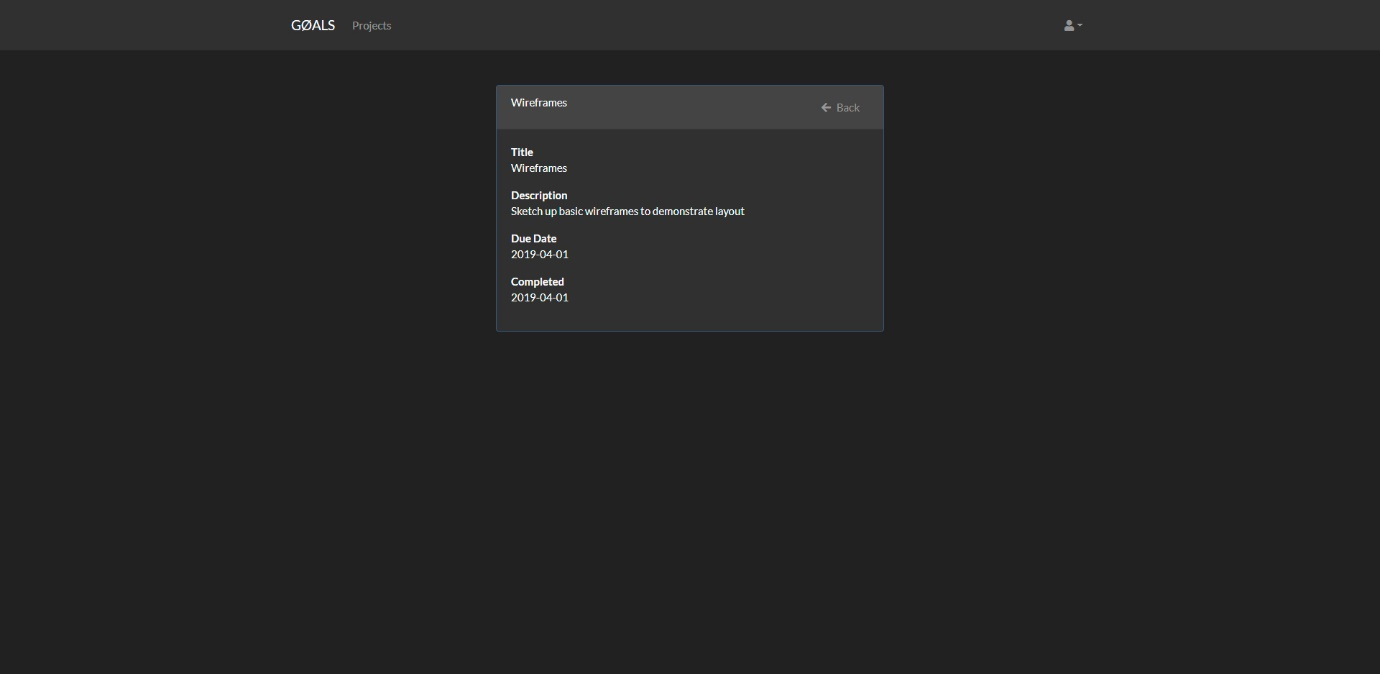 GØALS Projects
Wireframes
Back
Title
Wireframes
Description
Sketch up basic wireframes to demonstrate layout
Due Date
2019-04-01
Completed
2019-04-01